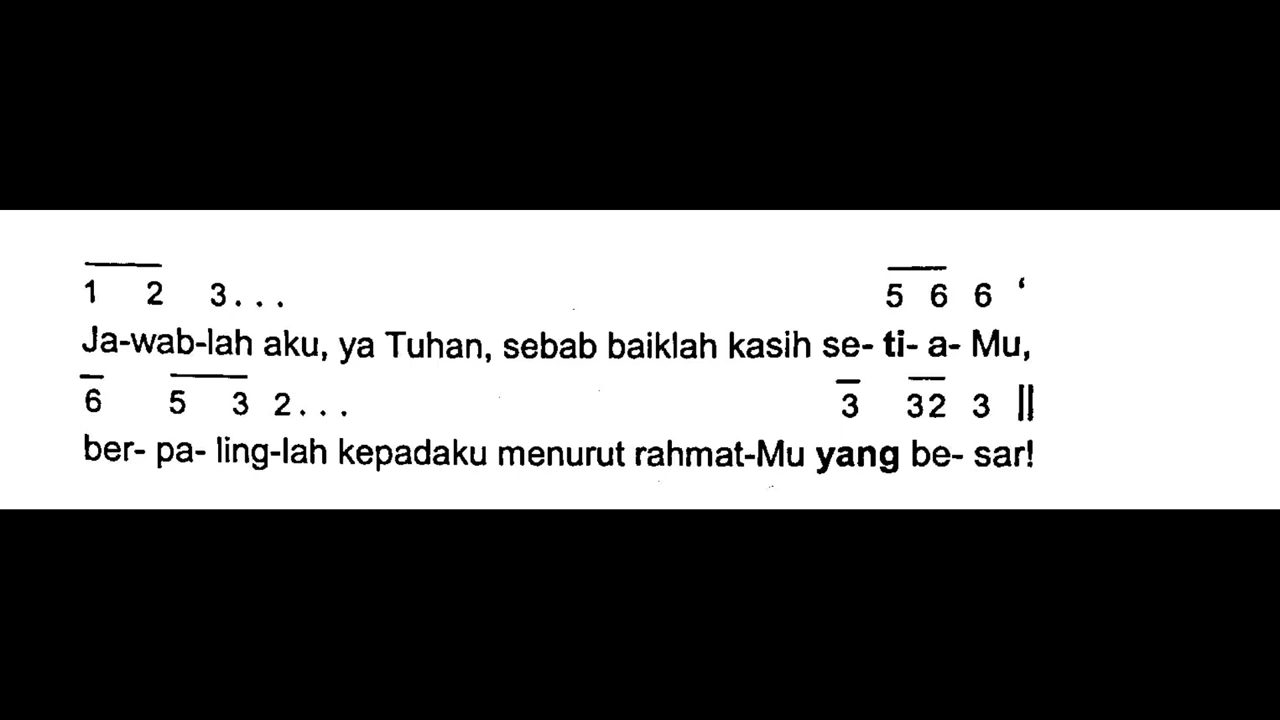 1 2 3 . . . 5 6 6 ‘
Ja-wab-lah aku, ya Tuhan, sebab baiklah kasih se- ti- a- Mu,
6 5 3 2 . . . 3 32 3 ||
ber- pa- ling-lah kepadaku menurut rahmat-Mu yang be- sar!